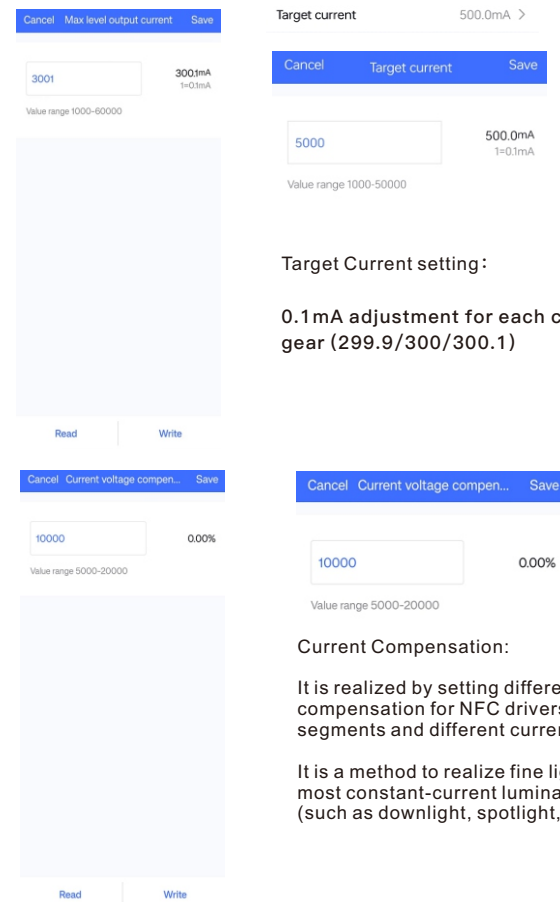 Cancel Max level output current Save
3001 300.1mA
1=0.1mA
Value range 1000-60000
Read Write
Target current 500.0mA >
Cancel Target current Save
5000 500.0mA
1=0.1mA
Value range 1000-50000
Target Current setting:
0.1mA adjustment for each
gear (299.9/300/300.1)
Cancel Current voltage compen... Save
10000 0.00%
Value range 5000-20000
Read Write
Cancel Current voltage compen... Save
10000 0.00%
Value range 5000-20000
Current Compensation:
It is realized by setting
compensation for NFC
segments and different
It is a method to realize fine
most constant-current
(such as downlight, spotlight,